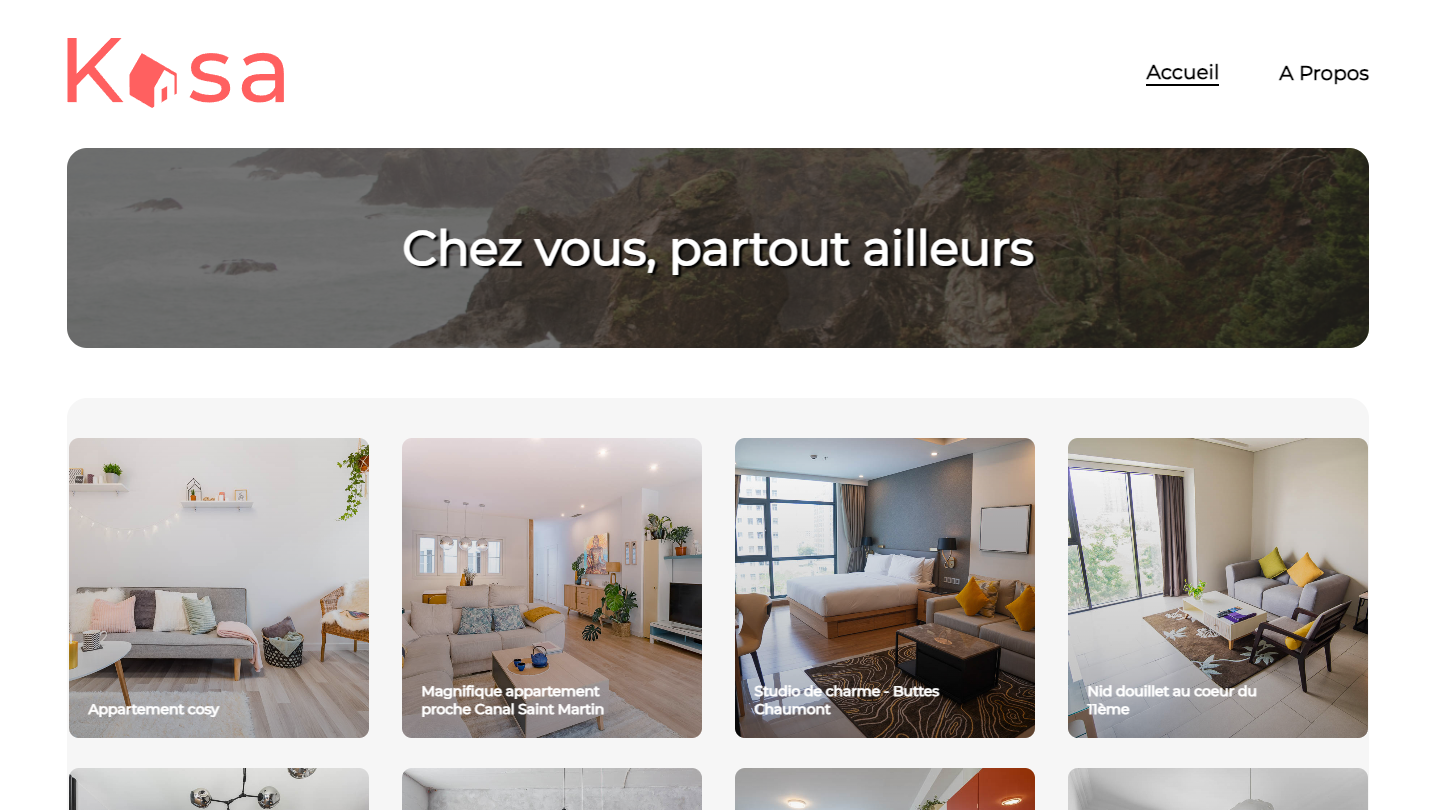 Kasa
Accueil
A Propos
Chez vous, partout ailleurs
Appartement cosy
Magnifique appartement
proche Canal Saint Martin
Studio de charme - Buttes
Chaumont
Nid douillet au coeur du
11ème